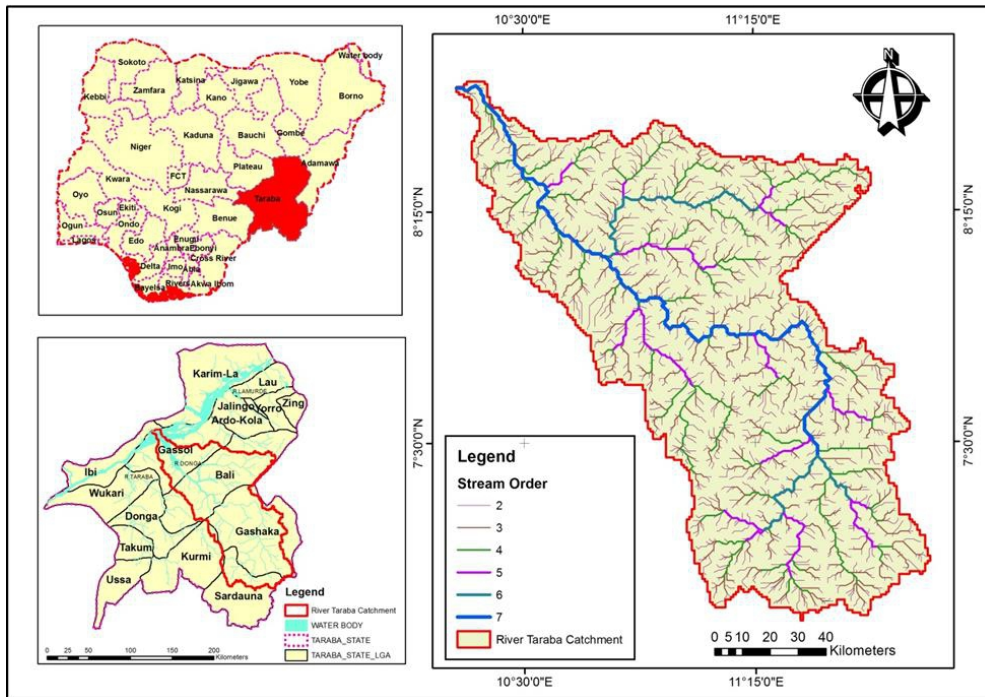 Water body
Sokoto
Katsina
Jigawa
Yobe
Kebbi
Zamfara
Kano
Borno
Kaduna
Bauchi
Gombe
Niger
Plateau
Adamawa
Kwara
FCT
Nassarawa
Taraba
Oyo
Ekiti
Kogi
Benue
Osun
Ondo
Ogun
Lagos
Edo
Enugu
Anambra
Ebonyi
Cross River
Delta
Imo
Abia
Bayelsa
Rivers
Akwa Ibom
Karim-La
Lau
R.LAMURDE
Jalingo
Yorro
Zing
Ardo-Kola
Gassol
R.DONGA
Ibi
Bali
R.TARABA
Wukari
Donga
Gashaka
Takum
Kurmi
Ussa
Sardauna
Legend
River Taraba Catchment
WATER BODY
TARABA_STATE
TARABA_STATE_LGA
0 25 50 100 150 200
Kilometers
10°30'0"E 11°15'0"E
N
8°15'0"N 8°15'0"N
7°30'0"N 7°30'0"N
Legend
Stream Order
2
3
4
5
6
7
River Taraba Catchment
0 5 10 20 30 40
Kilometers
10°30'0"E 11°15'0"E